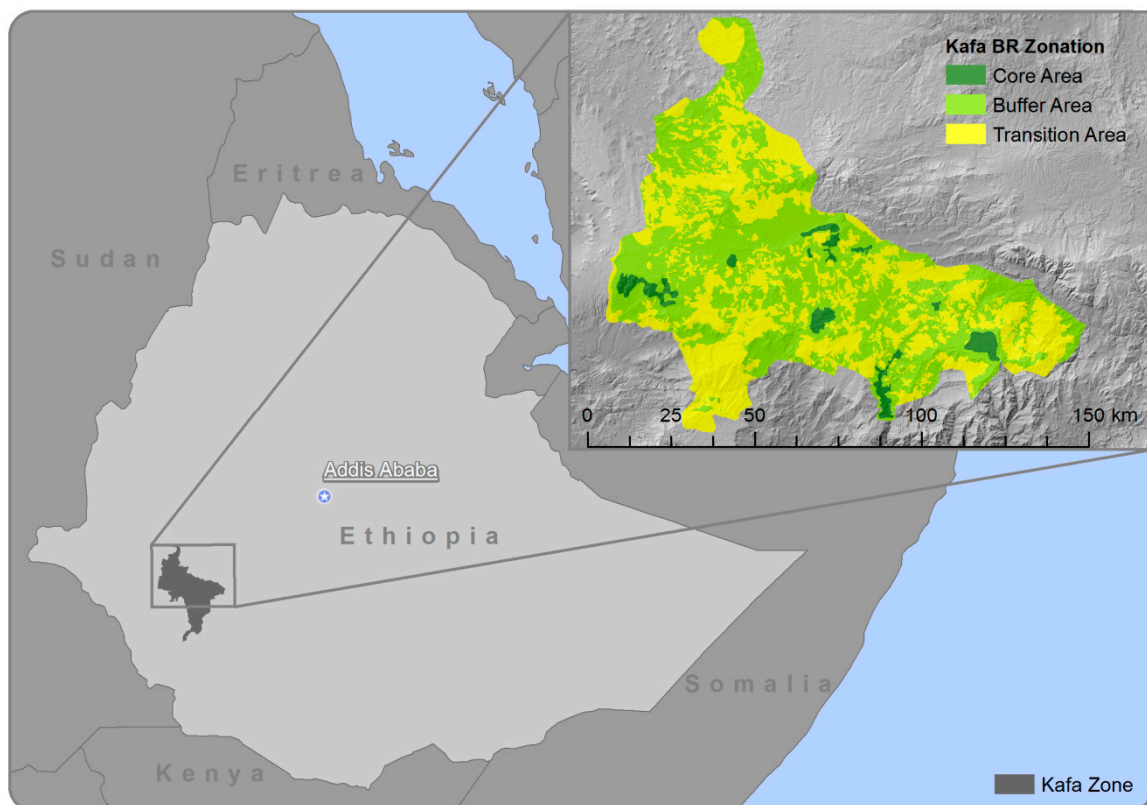 Kafa BR Zonation
Core Area
Buffer Area
Transition Area
0 25 50 100 150 km
Eritrea
Sudan
Addis Ababa
Ethiopia
Somalia
Kenya
Kafa Zone